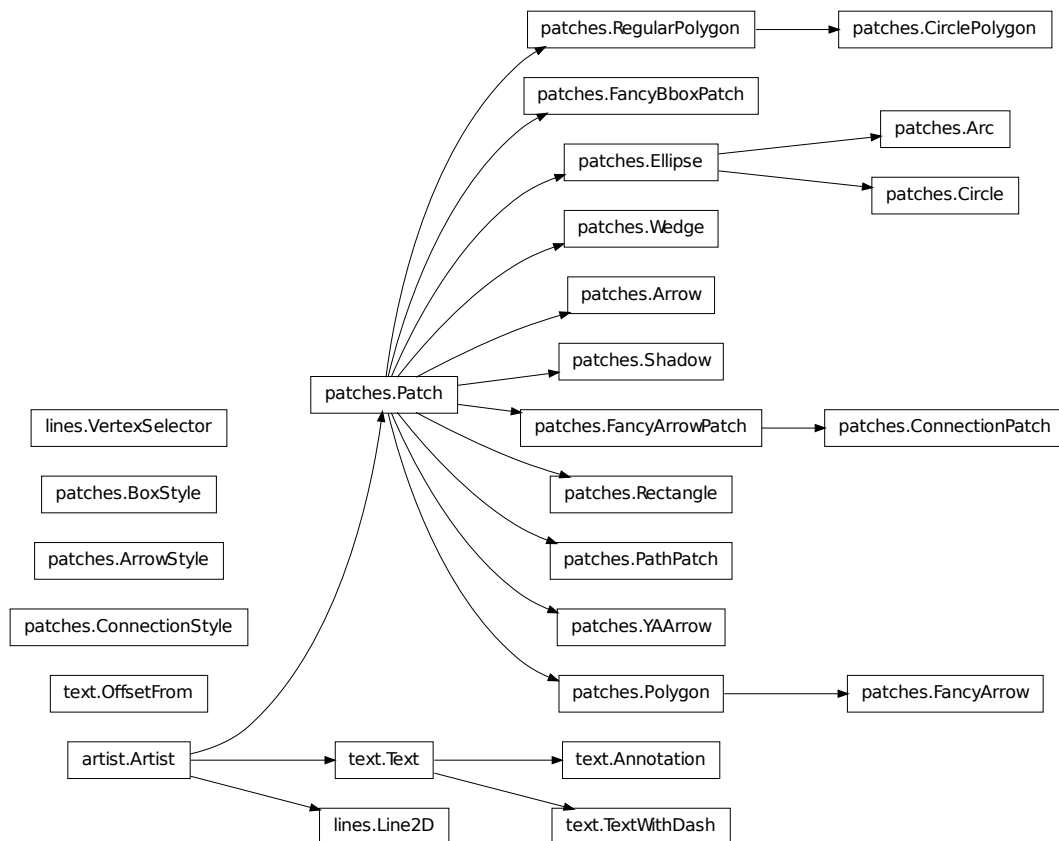 patches.RegularPolygon
patches.CirclePolygon
patches.FancyBboxPatch
patches.Arc
patches.Ellipse
patches.Circle
patches.Wedge
patches.Arrow
patches.Shadow
patches.Patch
lines.VertexSelector
patches.FancyArrowPatch
patches.ConnectionPatch
patches.BoxStyle
patches.Rectangle
patches.ArrowStyle
patches.PathPatch
patches.ConnectionStyle
patches.YAArrow
text.OffsetFrom
patches.Polygon
patches.FancyArrow
artist.Artist
text.Text
text.Annotation
lines.Line2D
text.TextWithDash